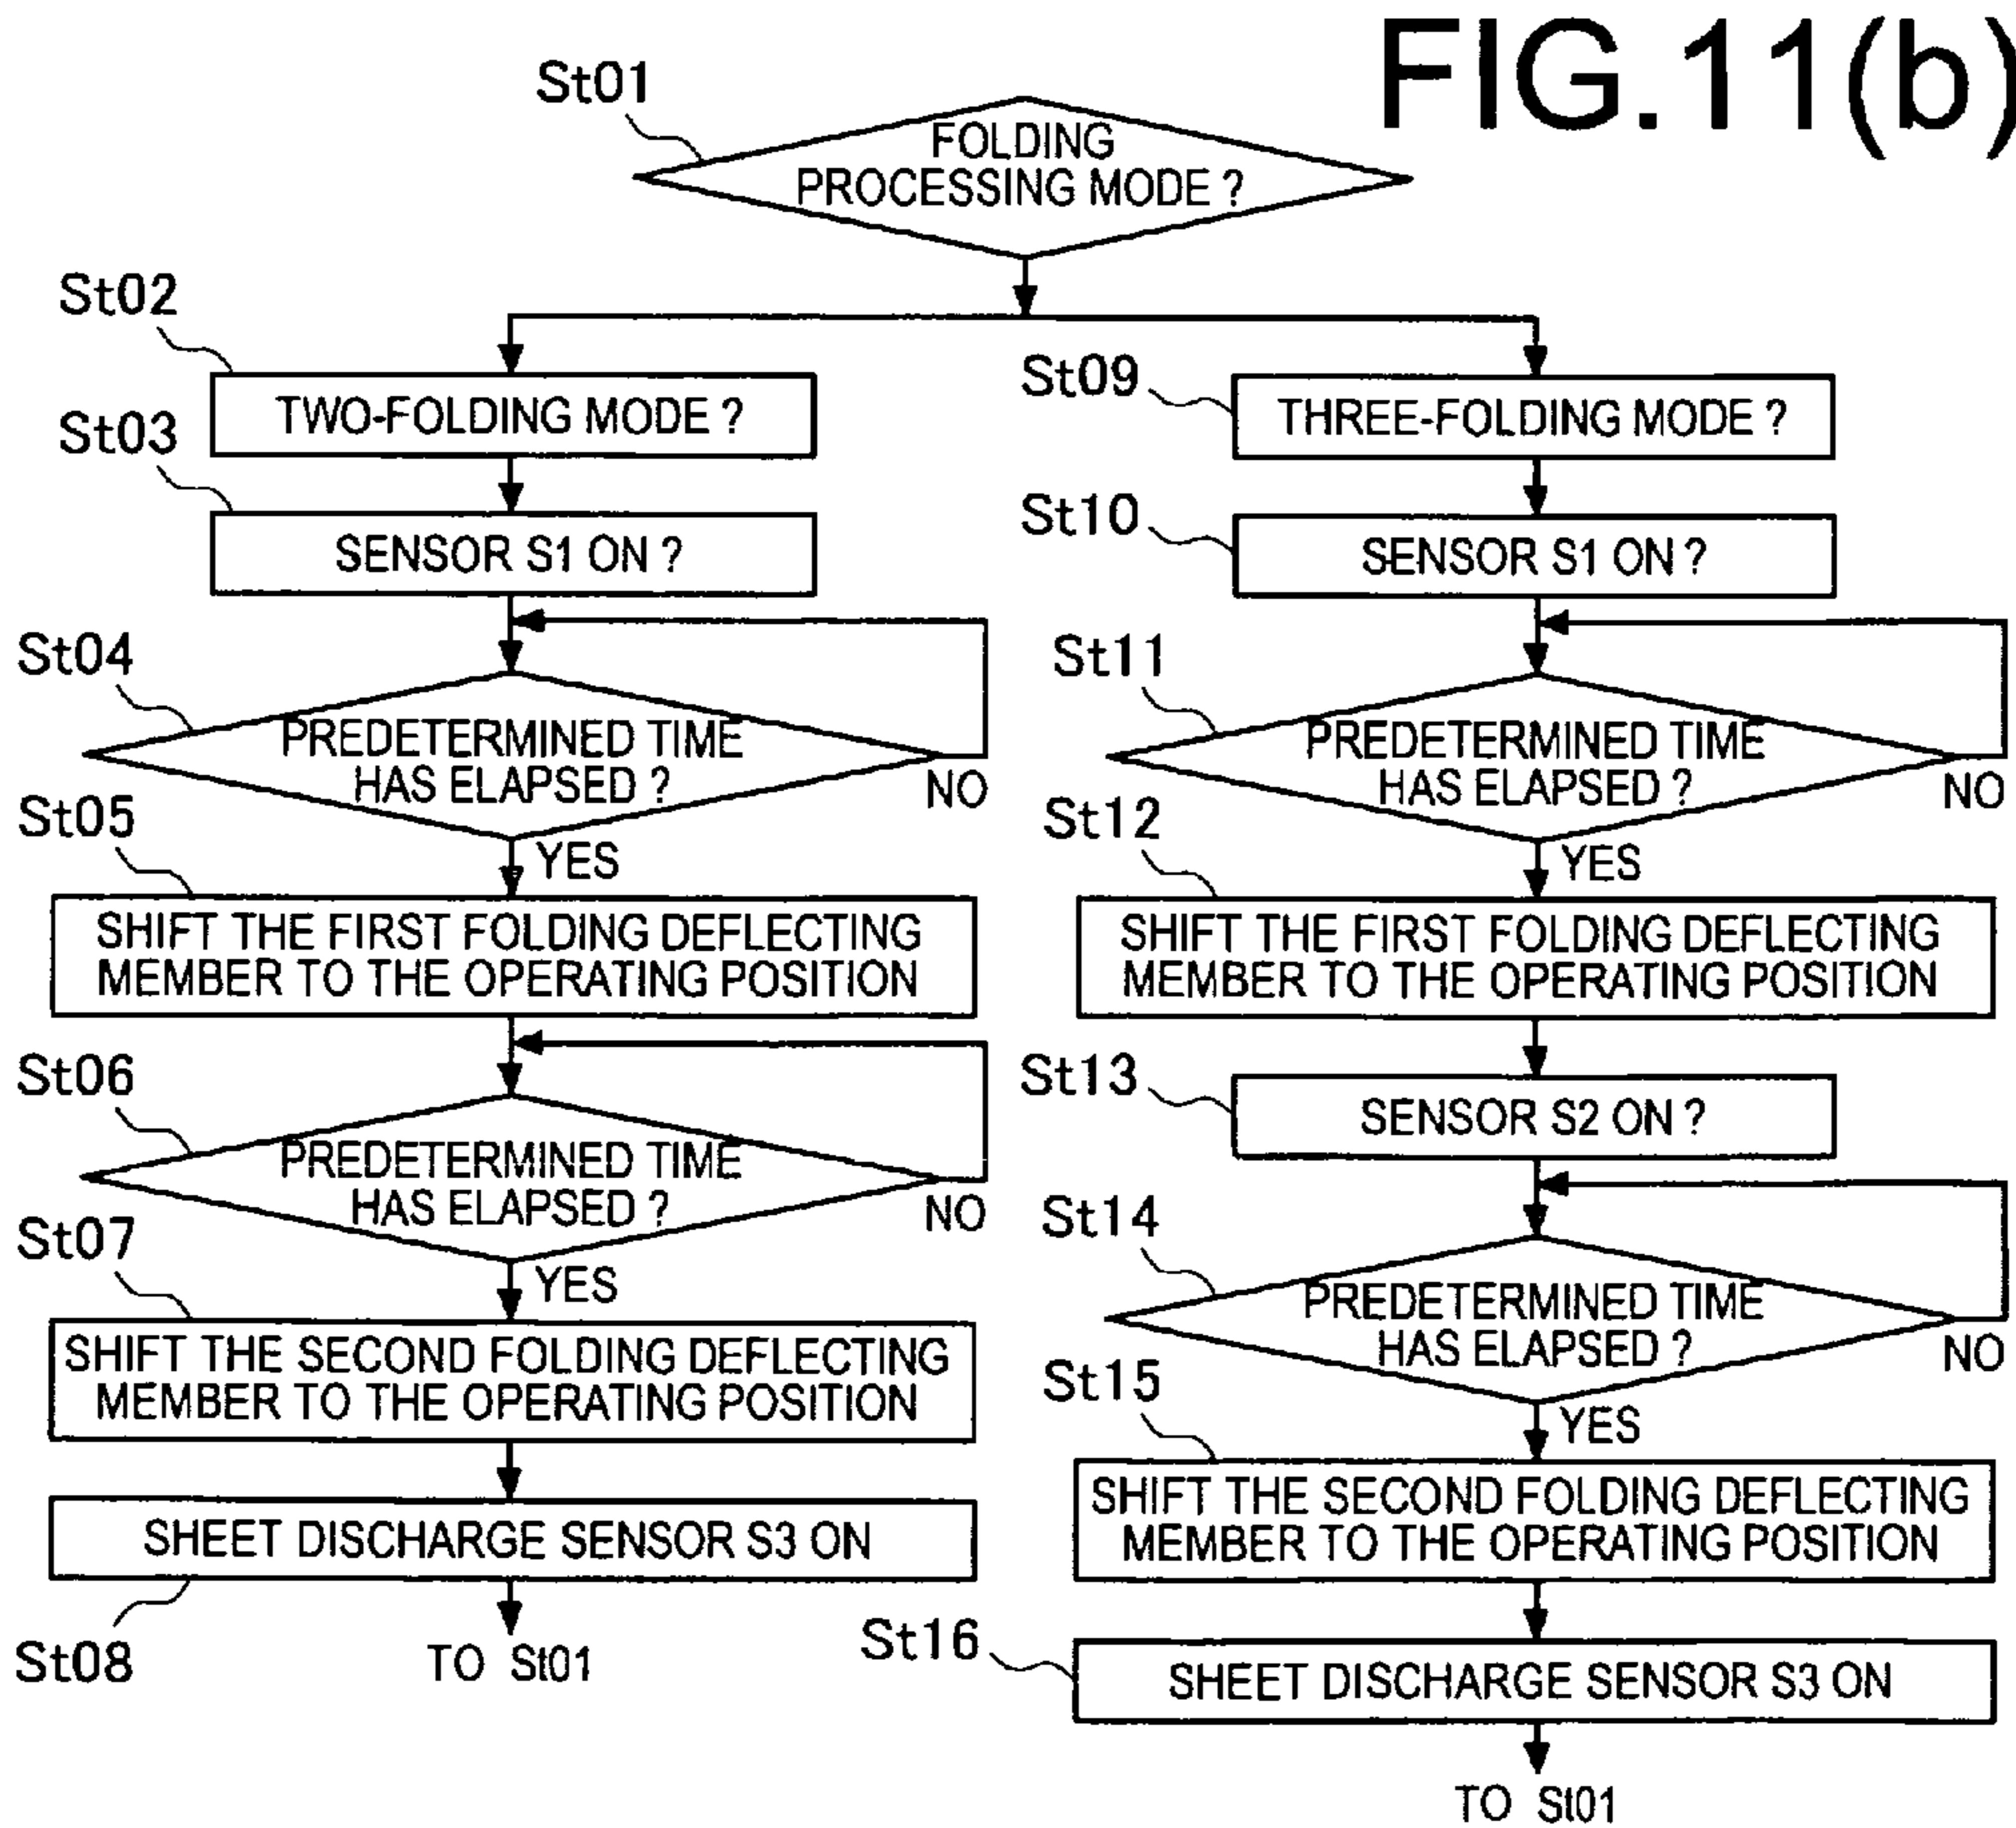 FIG.11(b)
St01
FOLDING
PROCESSING MODE ?
St02
TWO-FOLDING MODE ?
St03
SENSOR S1 ON ?
St04
PREDETERMINED TIME
HAS ELAPSED ?
NO
YES
St05
SHIFT THE FIRST FOLDING DEFLECTING
MEMBER TO THE OPERATING POSITION
St06
PREDETERMINED TIME
HAS ELAPSED ?
NO
YES
St07
SHIFT THE SECOND FOLDING DEFLECTING
MEMBER TO THE OPERATING POSITION
SHEET DISCHARGE SENSOR S3 ON
St08
TO St01
St09
THREE-FOLDING MODE ?
St10
SENSOR S1 ON ?
St11
PREDETERMINED TIME
HAS ELAPSED ?
NO
YES
St12
SHIFT THE FIRST FOLDING DEFLECTING
MEMBER TO THE OPERATING POSITION
St13
SENSOR S2 ON ?
St14
PREDETERMINED TIME
HAS ELAPSED ?
NO
YES
St15
SHIFT THE SECOND FOLDING DEFLECTING
MEMBER TO THE OPERATING POSITION
St16
SHEET DISCHARGE SENSOR S3 ON
TO St01